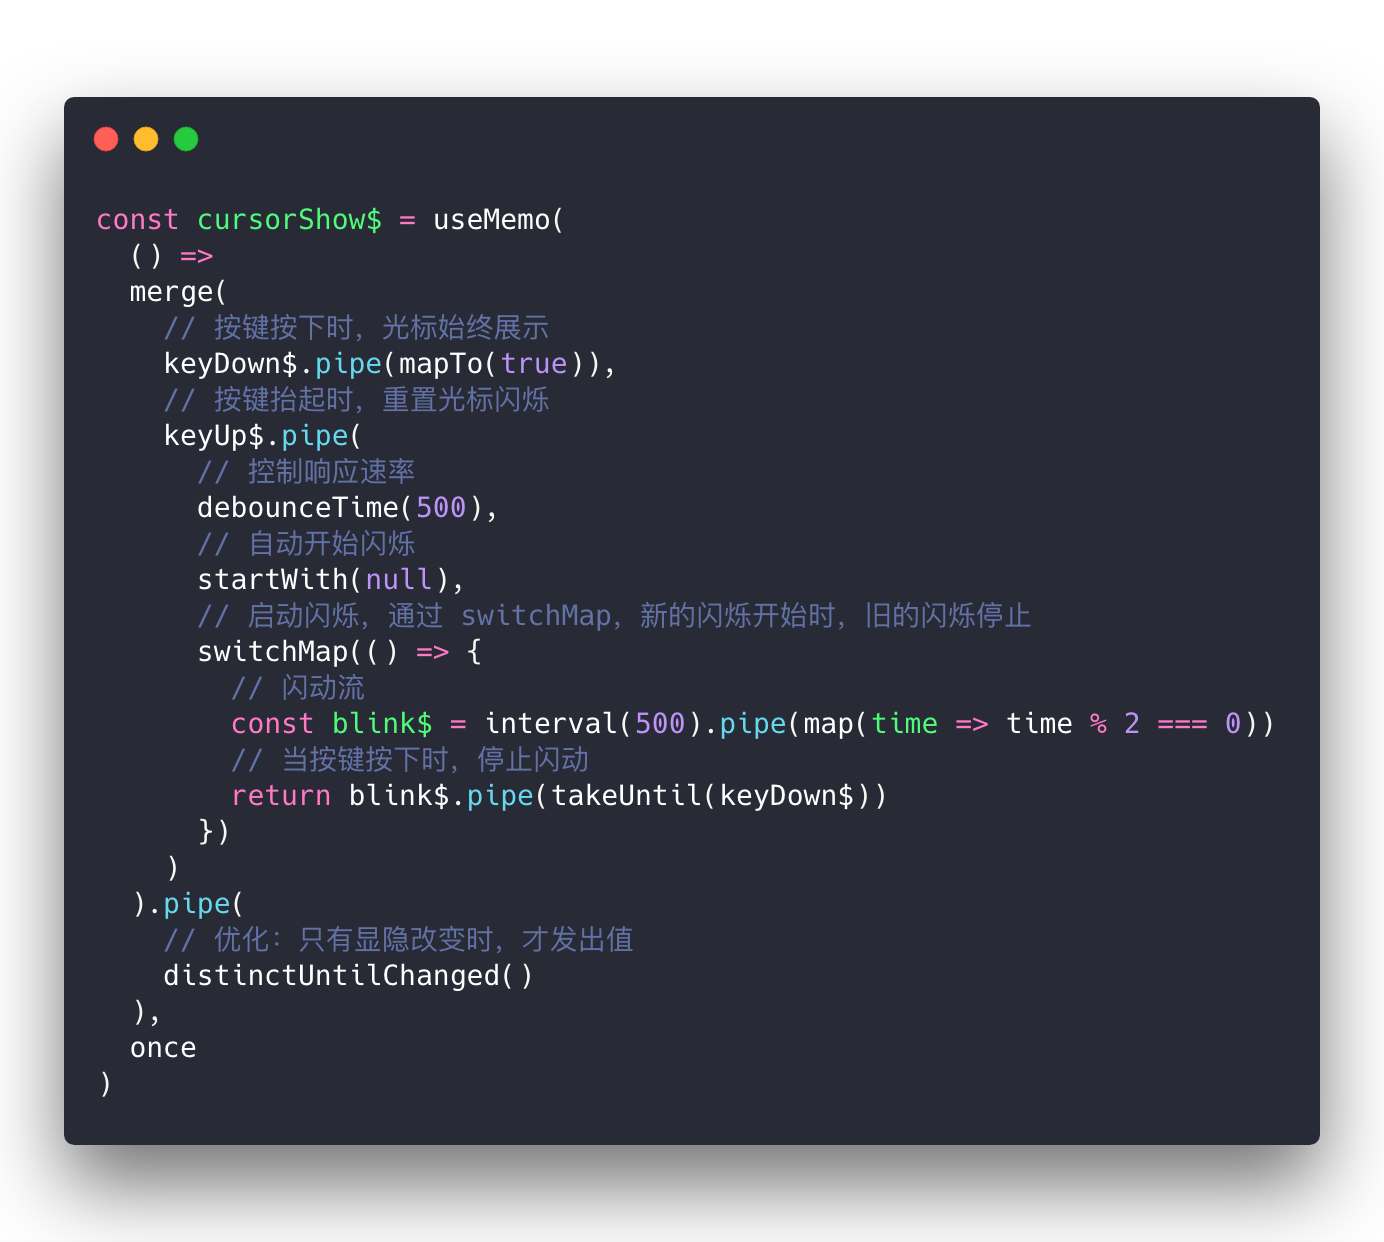 const cursorShow$ = useMemo(
  () =>
  merge(
    // 按键按下时，光标始终展示
    keyDown$.pipe(mapTo(true)),
    // 按键抬起时，重置光标闪烁
    keyUp$.pipe(
      // 控制响应速率
      debounceTime(500),
      // 自动开始闪烁
      startWith(null),
      // 启动闪烁，通过 switchMap，新的闪烁开始时，旧的闪烁停止
      switchMap(() => {
        // 闪动流
        const blink$ = interval(500).pipe(map(time => time % 2 === 0))
        // 当按键按下时，停止闪动
        return blink$.pipe(takeUntil(keyDown$))
      })
    )
  ).pipe(
    // 优化：只有显隐改变时，才发出值
    distinctUntilChanged()
  ),
  once
)